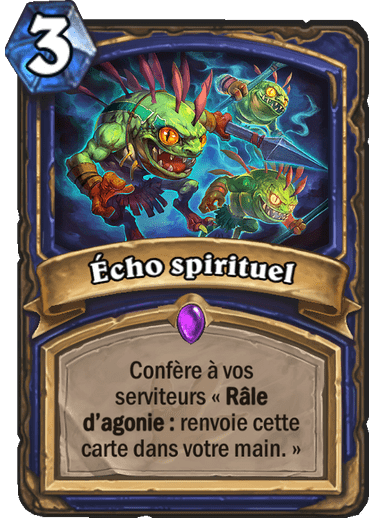 3
Écho spirituel
Confère à vos
serviteurs « Râle
d’agonie : renvoie cette
carte dans votre main. »